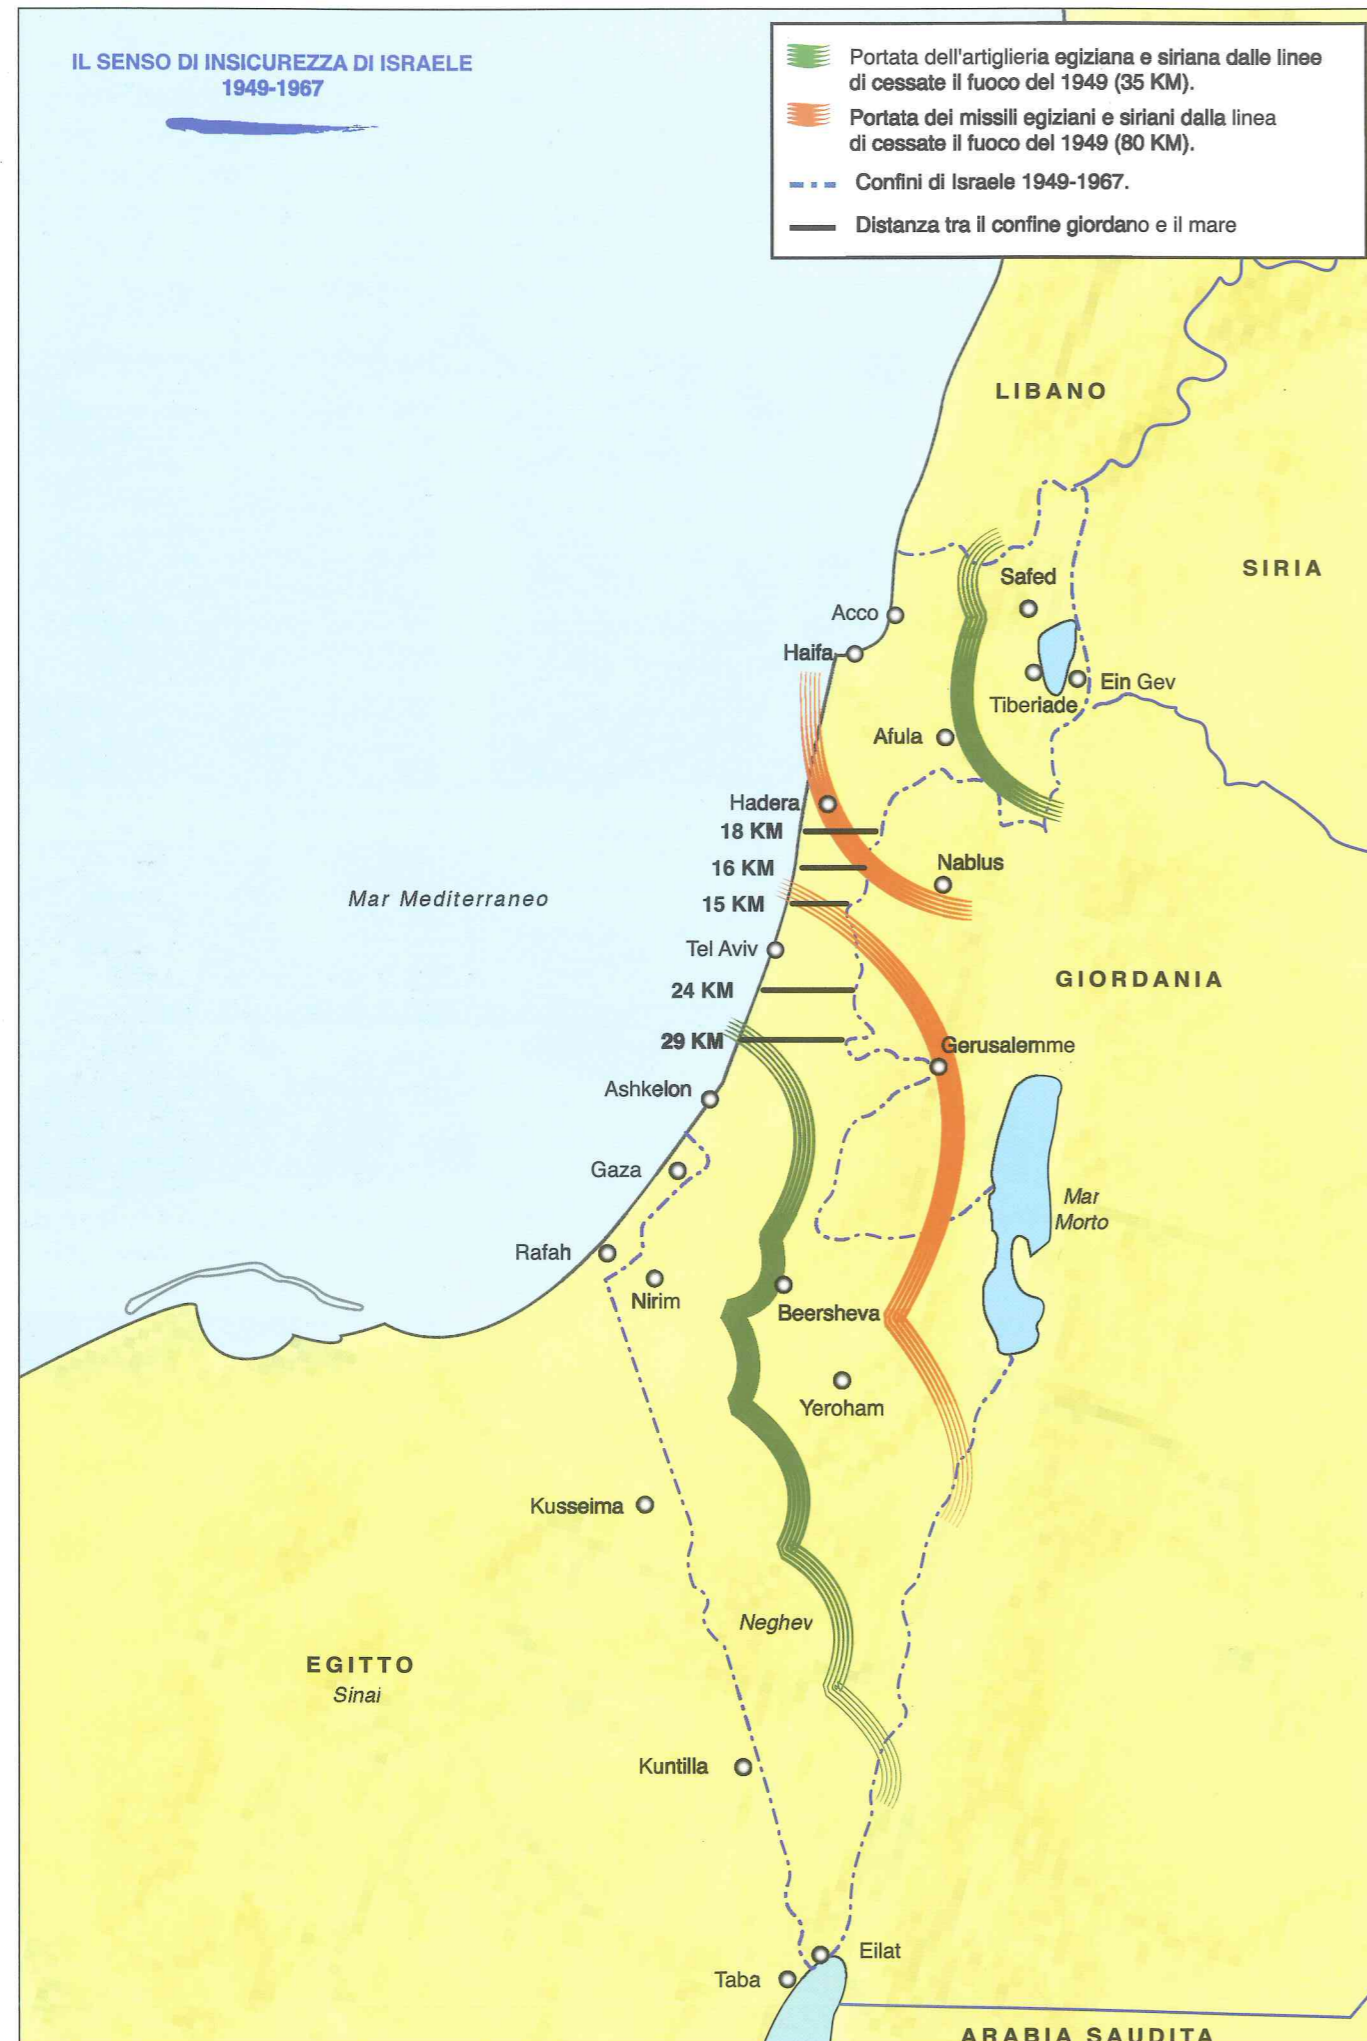 IL SENSO DI INSICUREZZA DI ISRAELE
1949-1967
Portata dell'artiglieria egiziana e siriana dalle linee
di cessate il fuoco del 1949 (35 KM).
Portata dei missili egiziani e siriani dalla linea
di cessate il fuoco del 1949 (80 KM).
Confini di Israele 1949-1967.
Distanza tra il confine giordano e il mare
LIBANO
SIRIA
Safed
Acco
Haifa
Ein Gev
Tiberiade
Afula
Hadera
18 KM
Nablus
16 KM
Mar Mediterraneo
15 KM
Tel Aviv
GIORDANIA
24 KM
29 KM
Gerusalemme
Ashkelon
Gaza
Mar
Morto
Rafah
Nirim
Beersheva
Yeroham
Kusseima
Neghev
EGITTO
Sinai
Kuntilla
Eilat
Taba
ARABIA SAUDITA